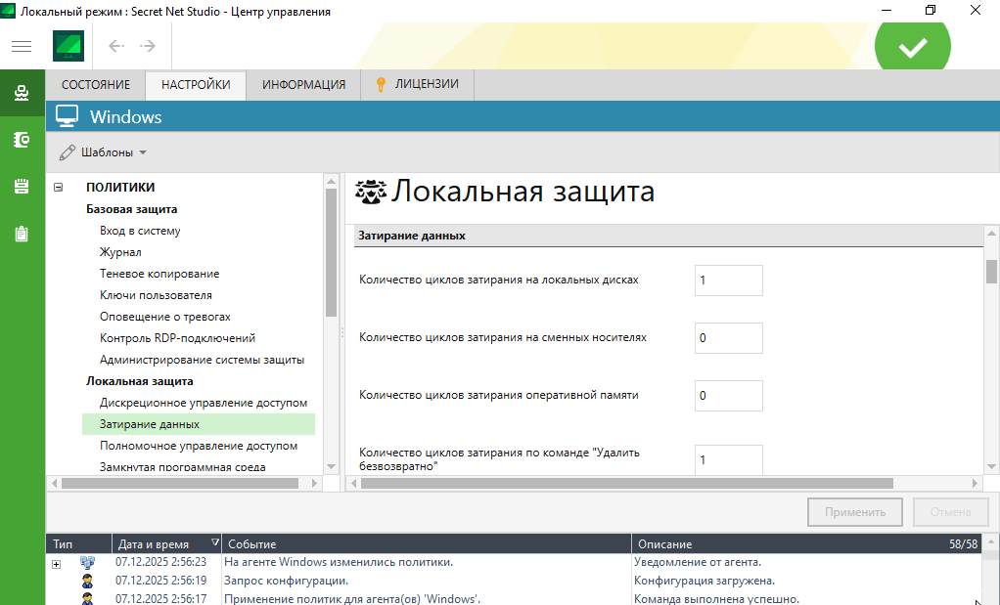 Локальный режим : Secret Net Studio - Центр управления
СОСТОЯНИЕ
НАСТРОЙКИ
ИНФОРМАЦИЯ
ЛИЦЕНЗИИ
Windows
Шаблоны
ПОЛИТИКИ
Базовая защита
Вход в систему
Журнал
Теневое копирование
Ключи пользователя
Оповещение о тревогах
Контроль RDP-подключений
Администрирование системы защиты
Локальная защита
Дискреционное управление доступом
Затирание данных
Полномочное управление доступом
Замкнутая программная среда
Локальная защита
Затирание данных
Количество циклов затирания на локальных дисках
1
Количество циклов затирания на сменных носителях
0
Количество циклов затирания оперативной памяти
0
Количество циклов затирания по команде "Удалить
безвозвратно"
1
Применить
Отмена
Тип Дата и время Событие Описание 58/58
07.12.2025 2:56:23 На агенте Windows изменились политики. Уведомление от агента.
07.12.2025 2:56:19 Запрос конфигурации. Конфигурация загружена.
07.12.2025 2:56:17 Применение политик для агента(ов) 'Windows'. Команда выполнена успешно.